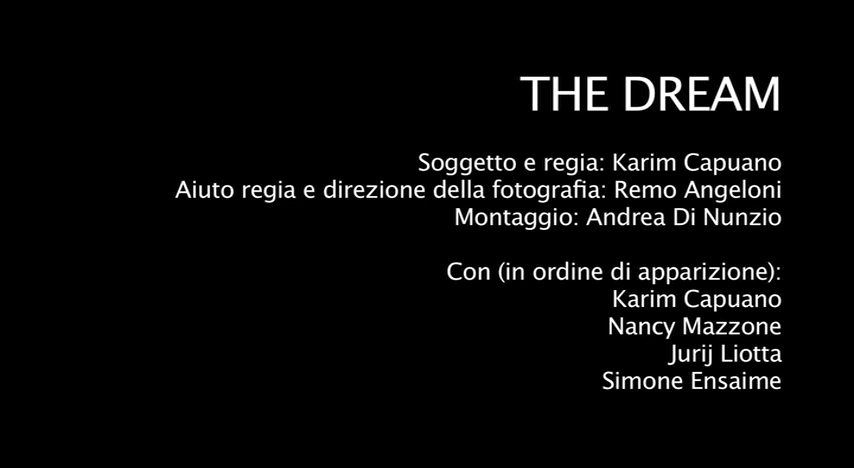 THE DREAM
Soggetto e regia: Karim Capuano
Aiuto regia e direzione della fotografia: Remo Angeloni
Montaggio: Andrea Di Nunzio
Con (in ordine di apparizione):
Karim Capuano
Nancy Mazzone
Jurij Liotta
Simone Ensaime